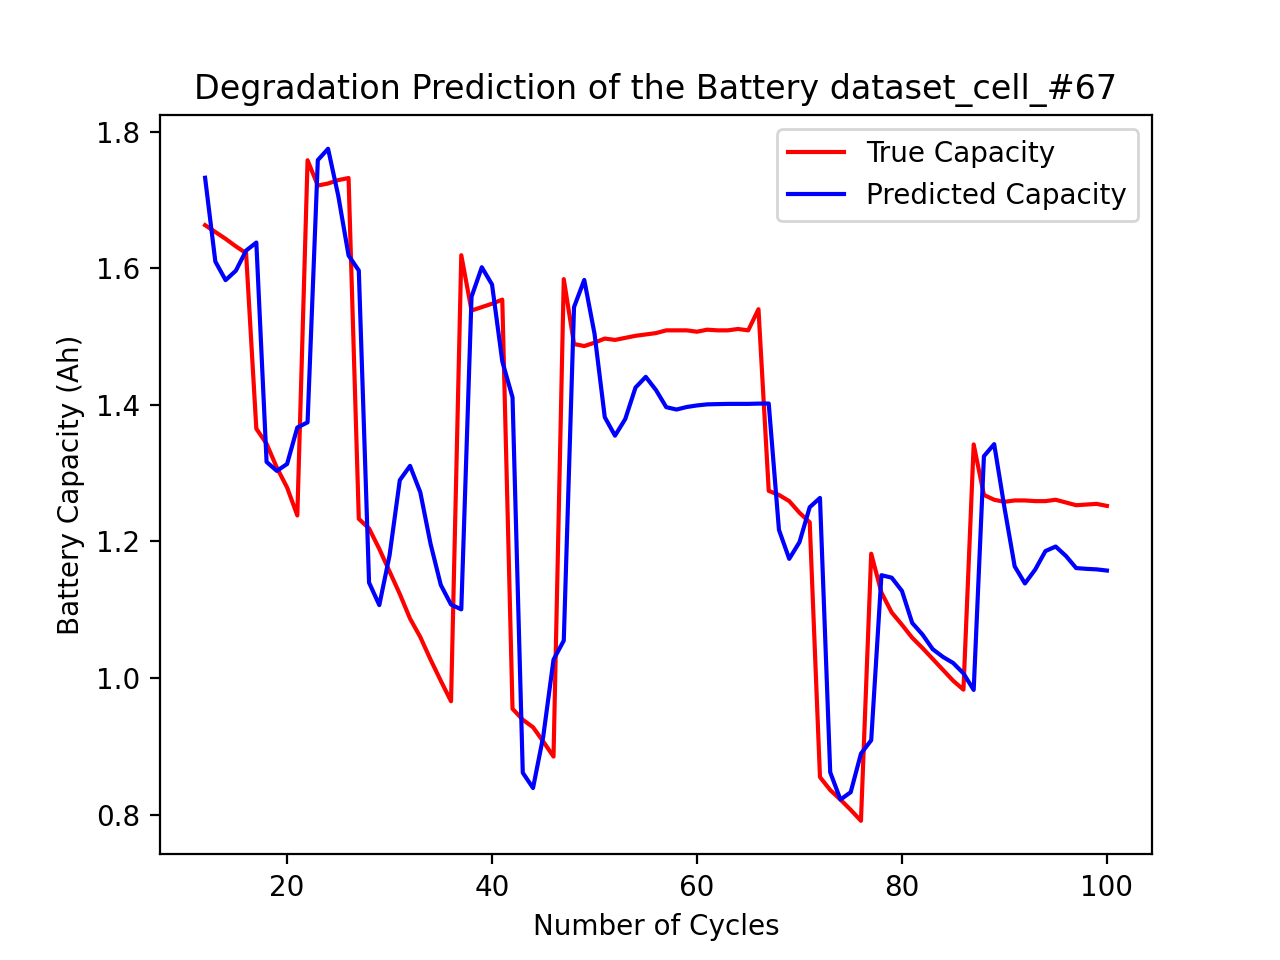 Degradation Prediction of the Battery dataset_cell_#67
True Capacity
Predicted Capacity
Battery Capacity (Ah)
1.8
1.6
1.4
1.2
1.0
0.8
20 40 60 80 100
Number of Cycles